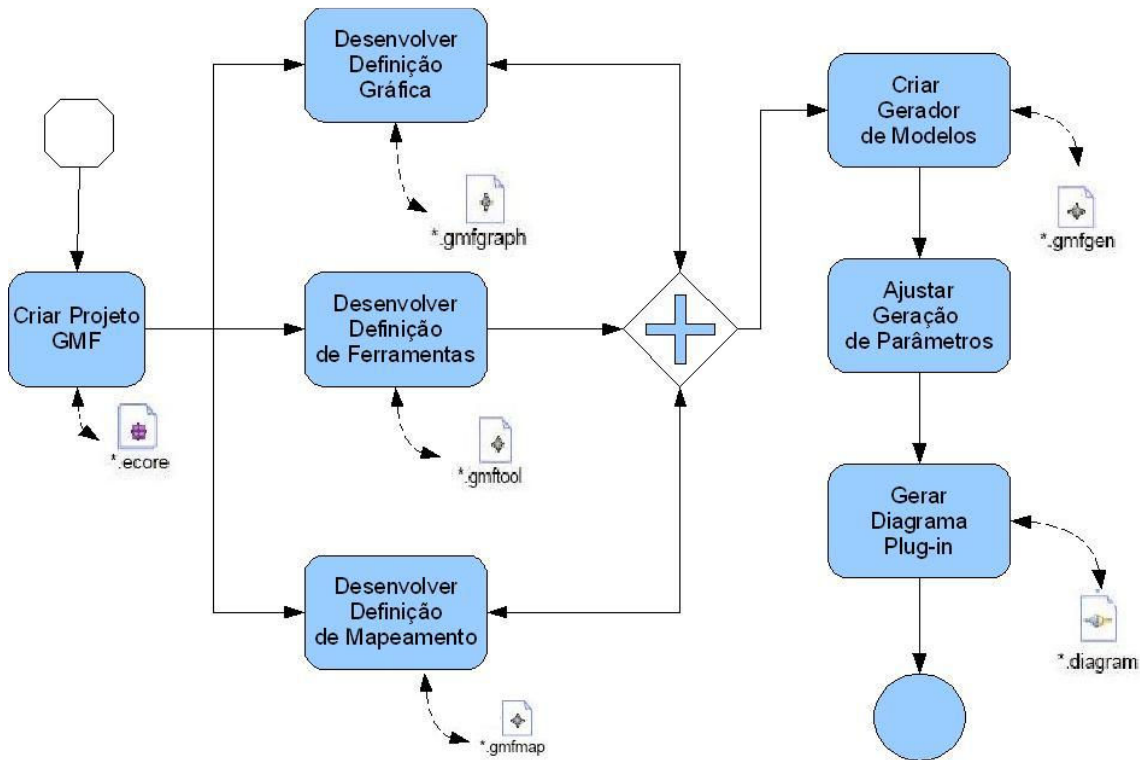 Desenvolver
Definição
Gráfica
*.gmfgraph
Criar Projeto
GMF
*.ecore
Desenvolver
Definição
de Ferramentas
*.gmftool
Desenvolver
Definição
de Mapeamento
*.gmfmap
Criar
Gerador
de Modelos
*.gmfgen
Ajustar
Geração
de Parâmetros
Gerar
Diagrama
Plug-in
*.diagram